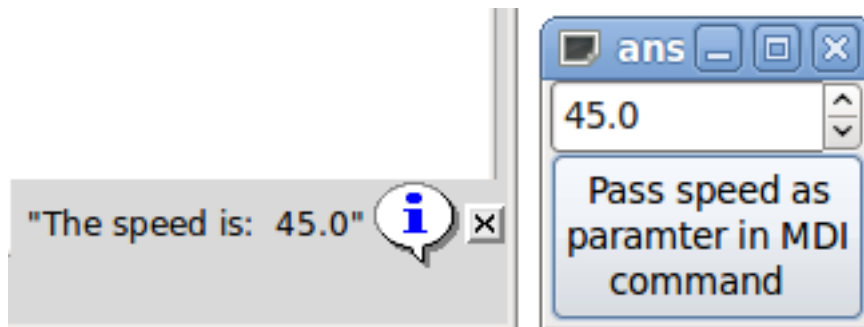 "The speed is:  45.0"
ans
45.0
Pass speed as
paramter in MDI
command